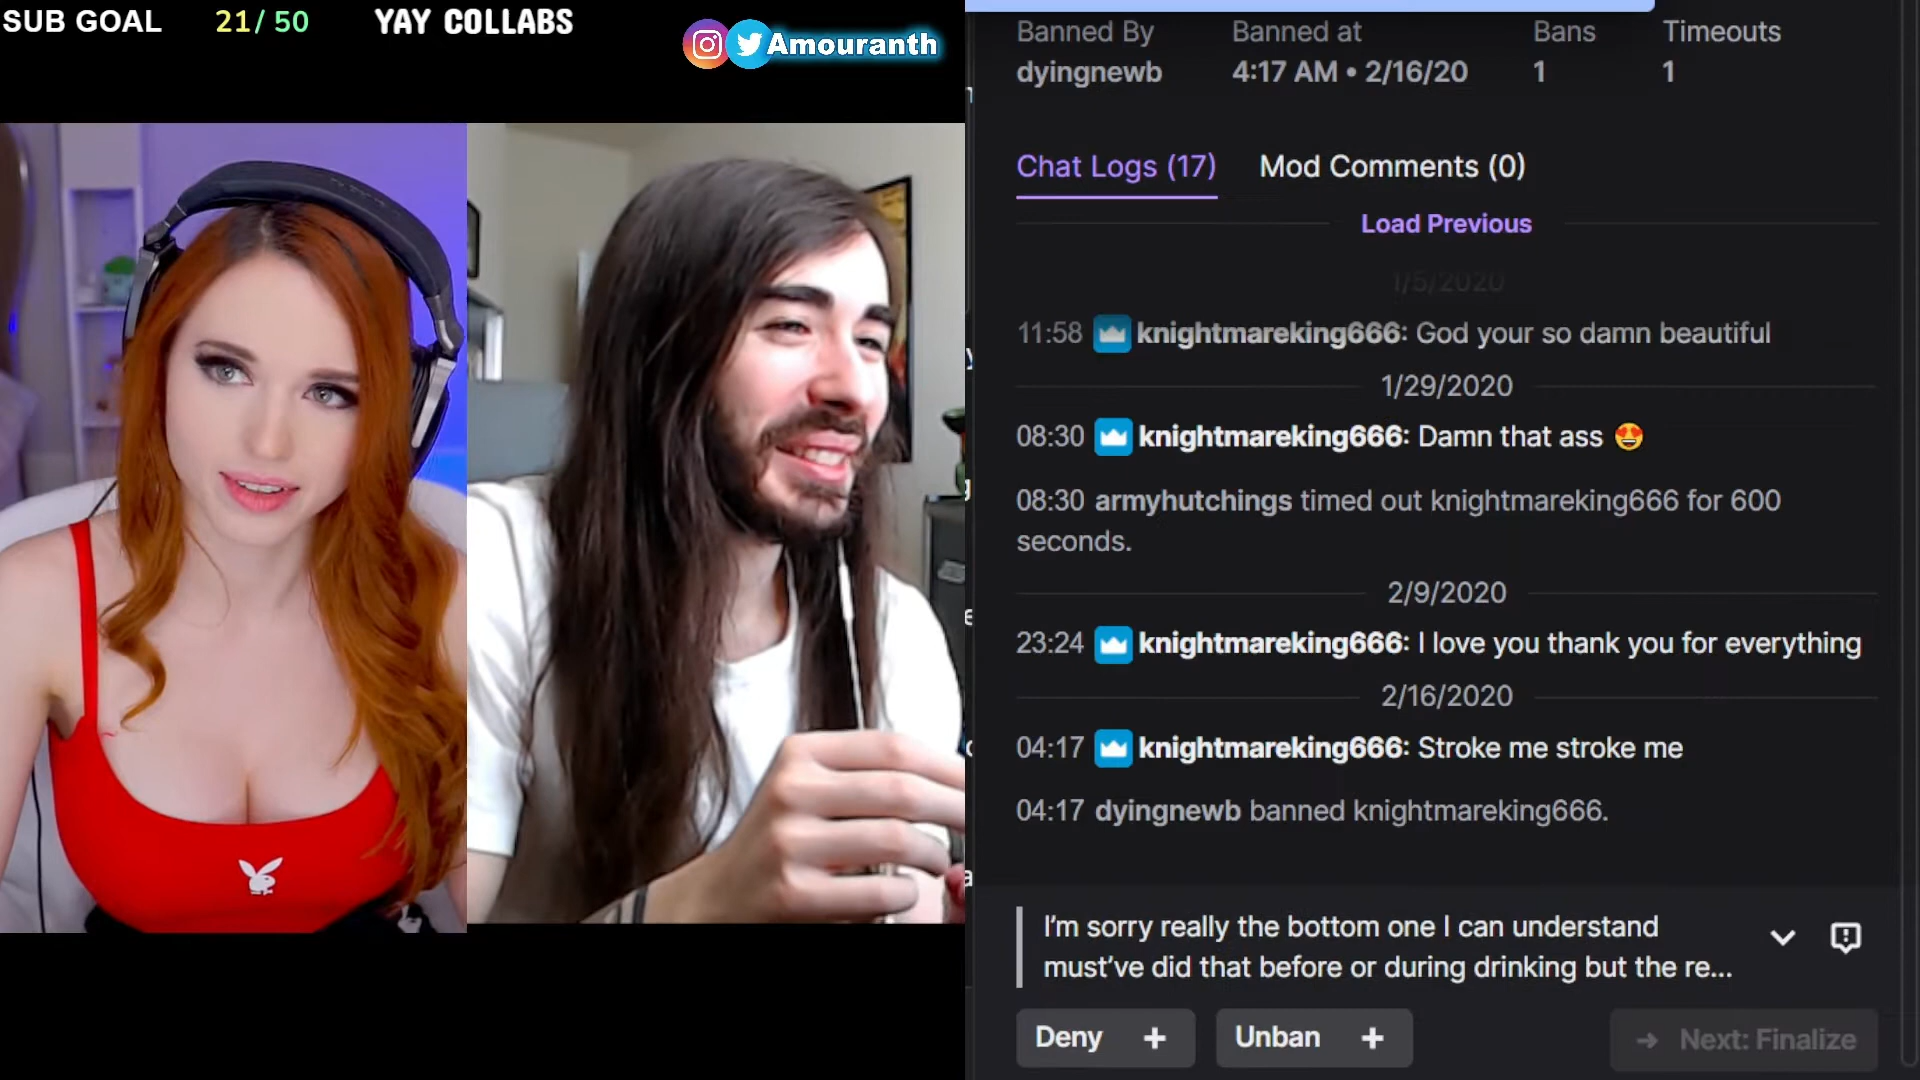 SUB GOAL 21/ 50 YAY COLLABS
Amouranth
Banned By Banned at Bans Timeouts
dyingnewb 4:17 AM • 2/16/20 1 1
Chat Logs (17) Mod Comments (0)
Load Previous
1/5/2020
11:58 knightmareking666: God your so damn beautiful
1/29/2020
08:30 knightmareking666: Damn that ass 😍
08:30 armyhutchings timed out knightmareking666 for 600
seconds.
2/9/2020
23:24 knightmareking666: I love you thank you for everything
2/16/2020
04:17 knightmareking666: Stroke me stroke me
04:17 dyingnewb banned knightmareking666.
I'm sorry really the bottom one I can understand
must've did that before or during drinking but the re...
Deny + Unban + → Next: Finalize